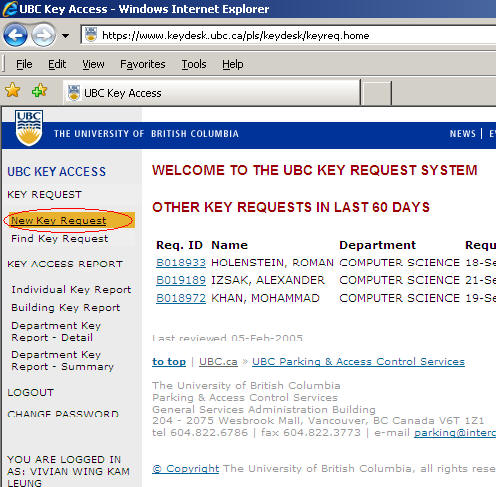 UBC Key Access - Windows Internet Explorer
https://www.keydesk.ubc.ca/pls/keydesk/keyreq.home
File Edit View Favorites Tools Help
UBC Key Access
UBC
THE UNIVERSITY OF BRITISH COLUMBIA
NEWS | E
UBC KEY ACCESS
KEY REQUEST
New Key Request
Find Key Request
KEY ACCESS REPORT
Individual Key Report
Building Key Report
Department Key
Report - Detail
Department Key
Report - Summary
LOGOUT
CHANGE PASSWORD
YOU ARE LOGGED IN
AS: VIVIAN WING KAM
LEUNG
WELCOME TO THE UBC KEY REQUEST SYSTEM
OTHER KEY REQUESTS IN LAST 60 DAYS
Req. ID Name Department Requ
B018933 HOLENSTEIN, ROMAN COMPUTER SCIENCE 18-Se
B019189 IZSAK, ALEXANDER COMPUTER SCIENCE 21-Se
B018972 KHAN, MOHAMMAD COMPUTER SCIENCE 19-Se
Last reviewed 05-Feb-2005
to top | UBC.ca » UBC Parking & Access Control Services
The University of British Columbia
Parking & Access Control Services
General Services Administration Building
204 - 2075 Wesbrook Mall, Vancouver, BC Canada V6T 1Z1
tel 604.822.6786 | fax 604.822.3773 | e-mail parking@interc
© Copyright The University of British Columbia, all rights rese